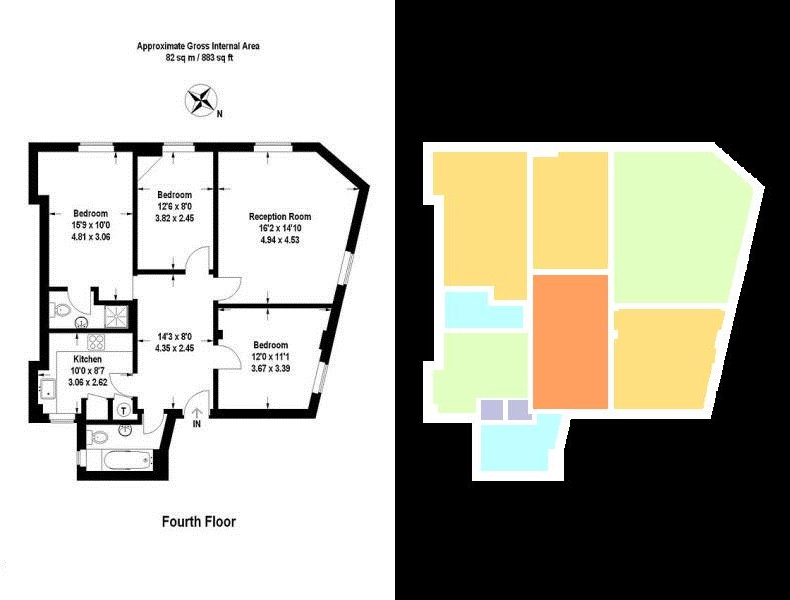 Approximate Gross Internal Area
82 sq m / 883 sq ft
N
Bedroom
15'9 x 10'0
4.81 x 3.06
Bedroom
12'6 x 8'0
3.82 x 2.45
Reception Room
16'2 x 14'10
4.94 x 4.53
14'3 x 8'0
4.35 x 2.45
Bedroom
12'0 x 11'1
3.67 x 3.39
Kitchen
10'0 x 8'7
3.06 x 2.62
T
IN
Fourth Floor